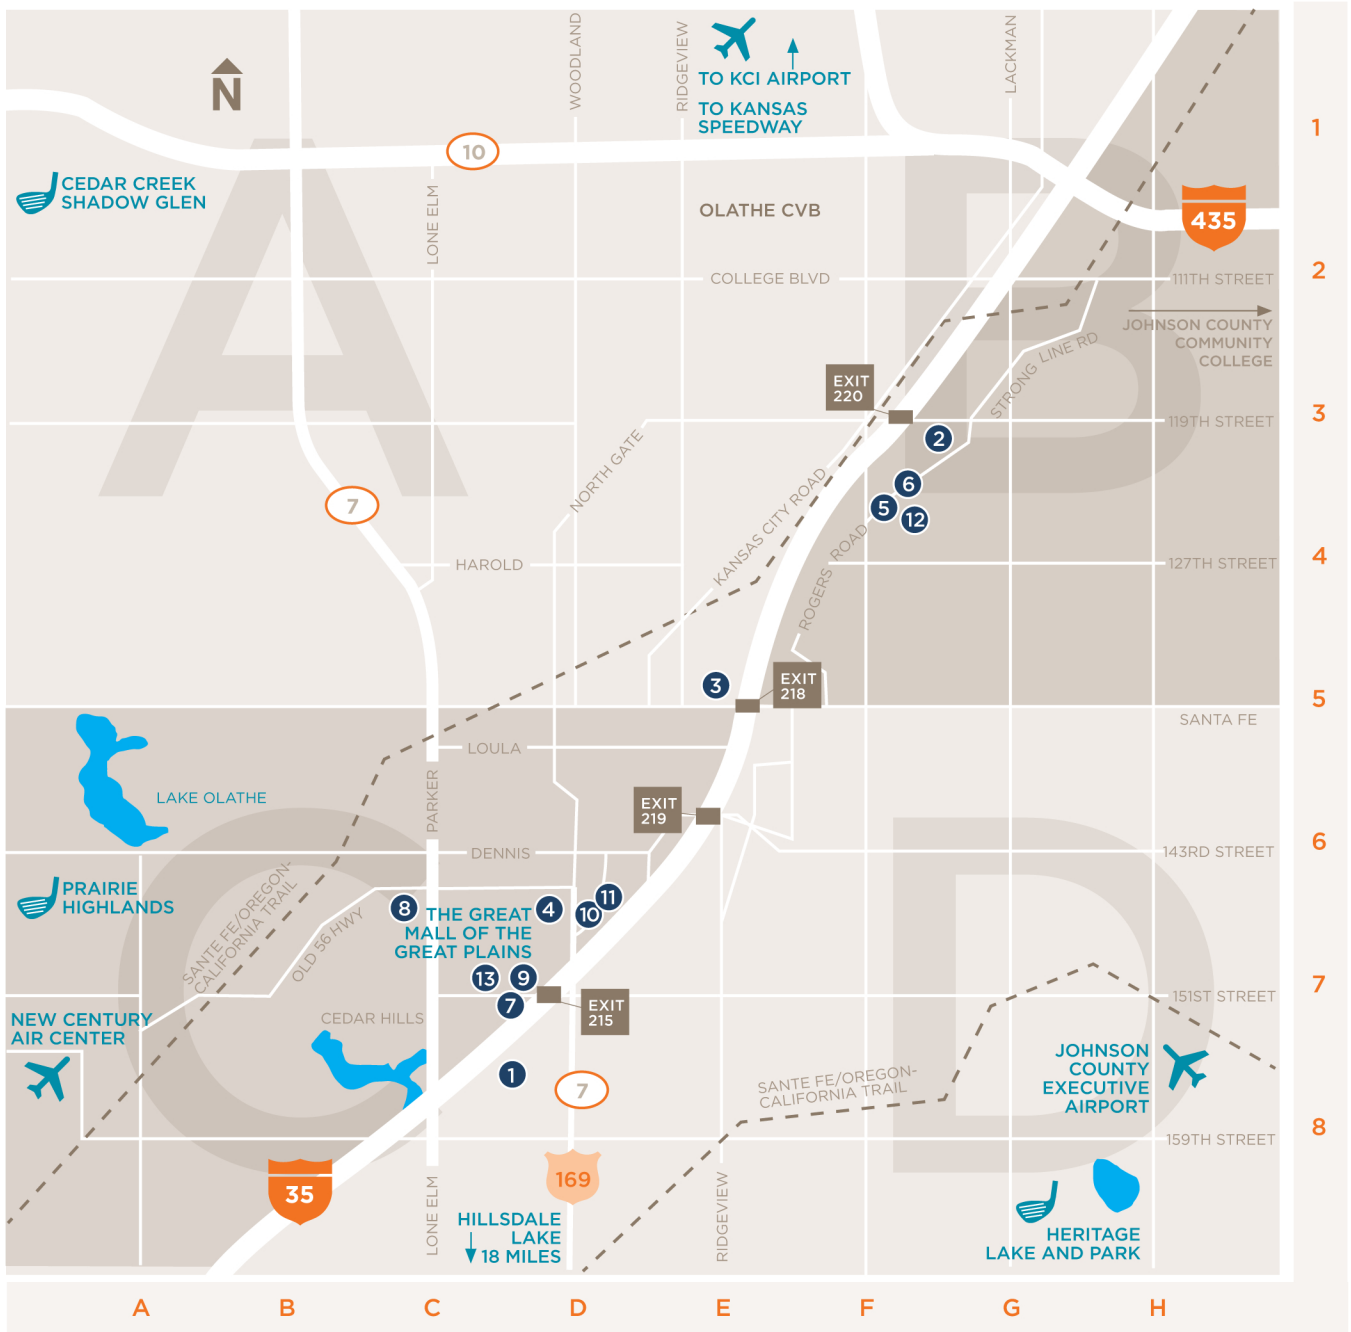 WOODLAND
RIDGEVIEW
LACKMAN
N
TO KCI AIRPORT
TO KANSAS
SPEEDWAY
1
10
CEDAR CREEK
SHADOW GLEN
LONE ELM
OLATHE CVB
435
A
B
2
COLLEGE BLVD
111TH STREET
JOHNSON COUNTY
COMMUNITY
COLLEGE
STRONG LINE RD
EXIT
220
3
119TH STREET
2
NORTH GATE
KANSAS CITY ROAD
7
6
5
12
ROGERS ROAD
4
HAROLD
127TH STREET
3
EXIT
218
5
SANTA FE
LOULA
PARKER
LAKE OLATHE
EXIT
219
6
DENNIS
143RD STREET
PRAIRIE
HIGHLANDS
SANTE FE/OREGON-
CALIFORNIA TRAIL
OLD 56 HWY
8
THE GREAT
MALL OF THE
GREAT PLAINS
4
10
11
C
D
13
9
7
7
151ST STREET
EXIT
215
NEW CENTURY
AIR CENTER
CEDAR HILLS
1
7
SANTE FE/OREGON-
CALIFORNIA TRAIL
JOHNSON
COUNTY
EXECUTIVE
AIRPORT
8
159TH STREET
35
169
LONE ELM
RIDGEVIEW
HILLSDALE
LAKE
18 MILES
HERITAGE
LAKE AND PARK
A
B
C
D
E
F
G
H